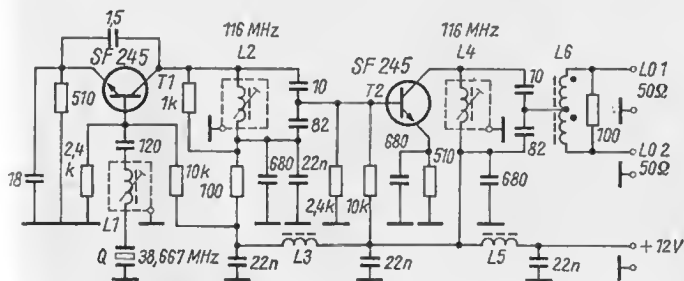 1,5
116 MHz
116 MHz
SF 245
L2
L4
L6
T1
SF 245
LO 1
50Ω
510
1k
10
82
T2
10
82
100
LO 2
50Ω
120
2,4
k
10k
100
680
22n
680
510
680
18
2,4k
10k
L1
Q
38,667 MHz
22n
L3
22n
L5
22n
+12V